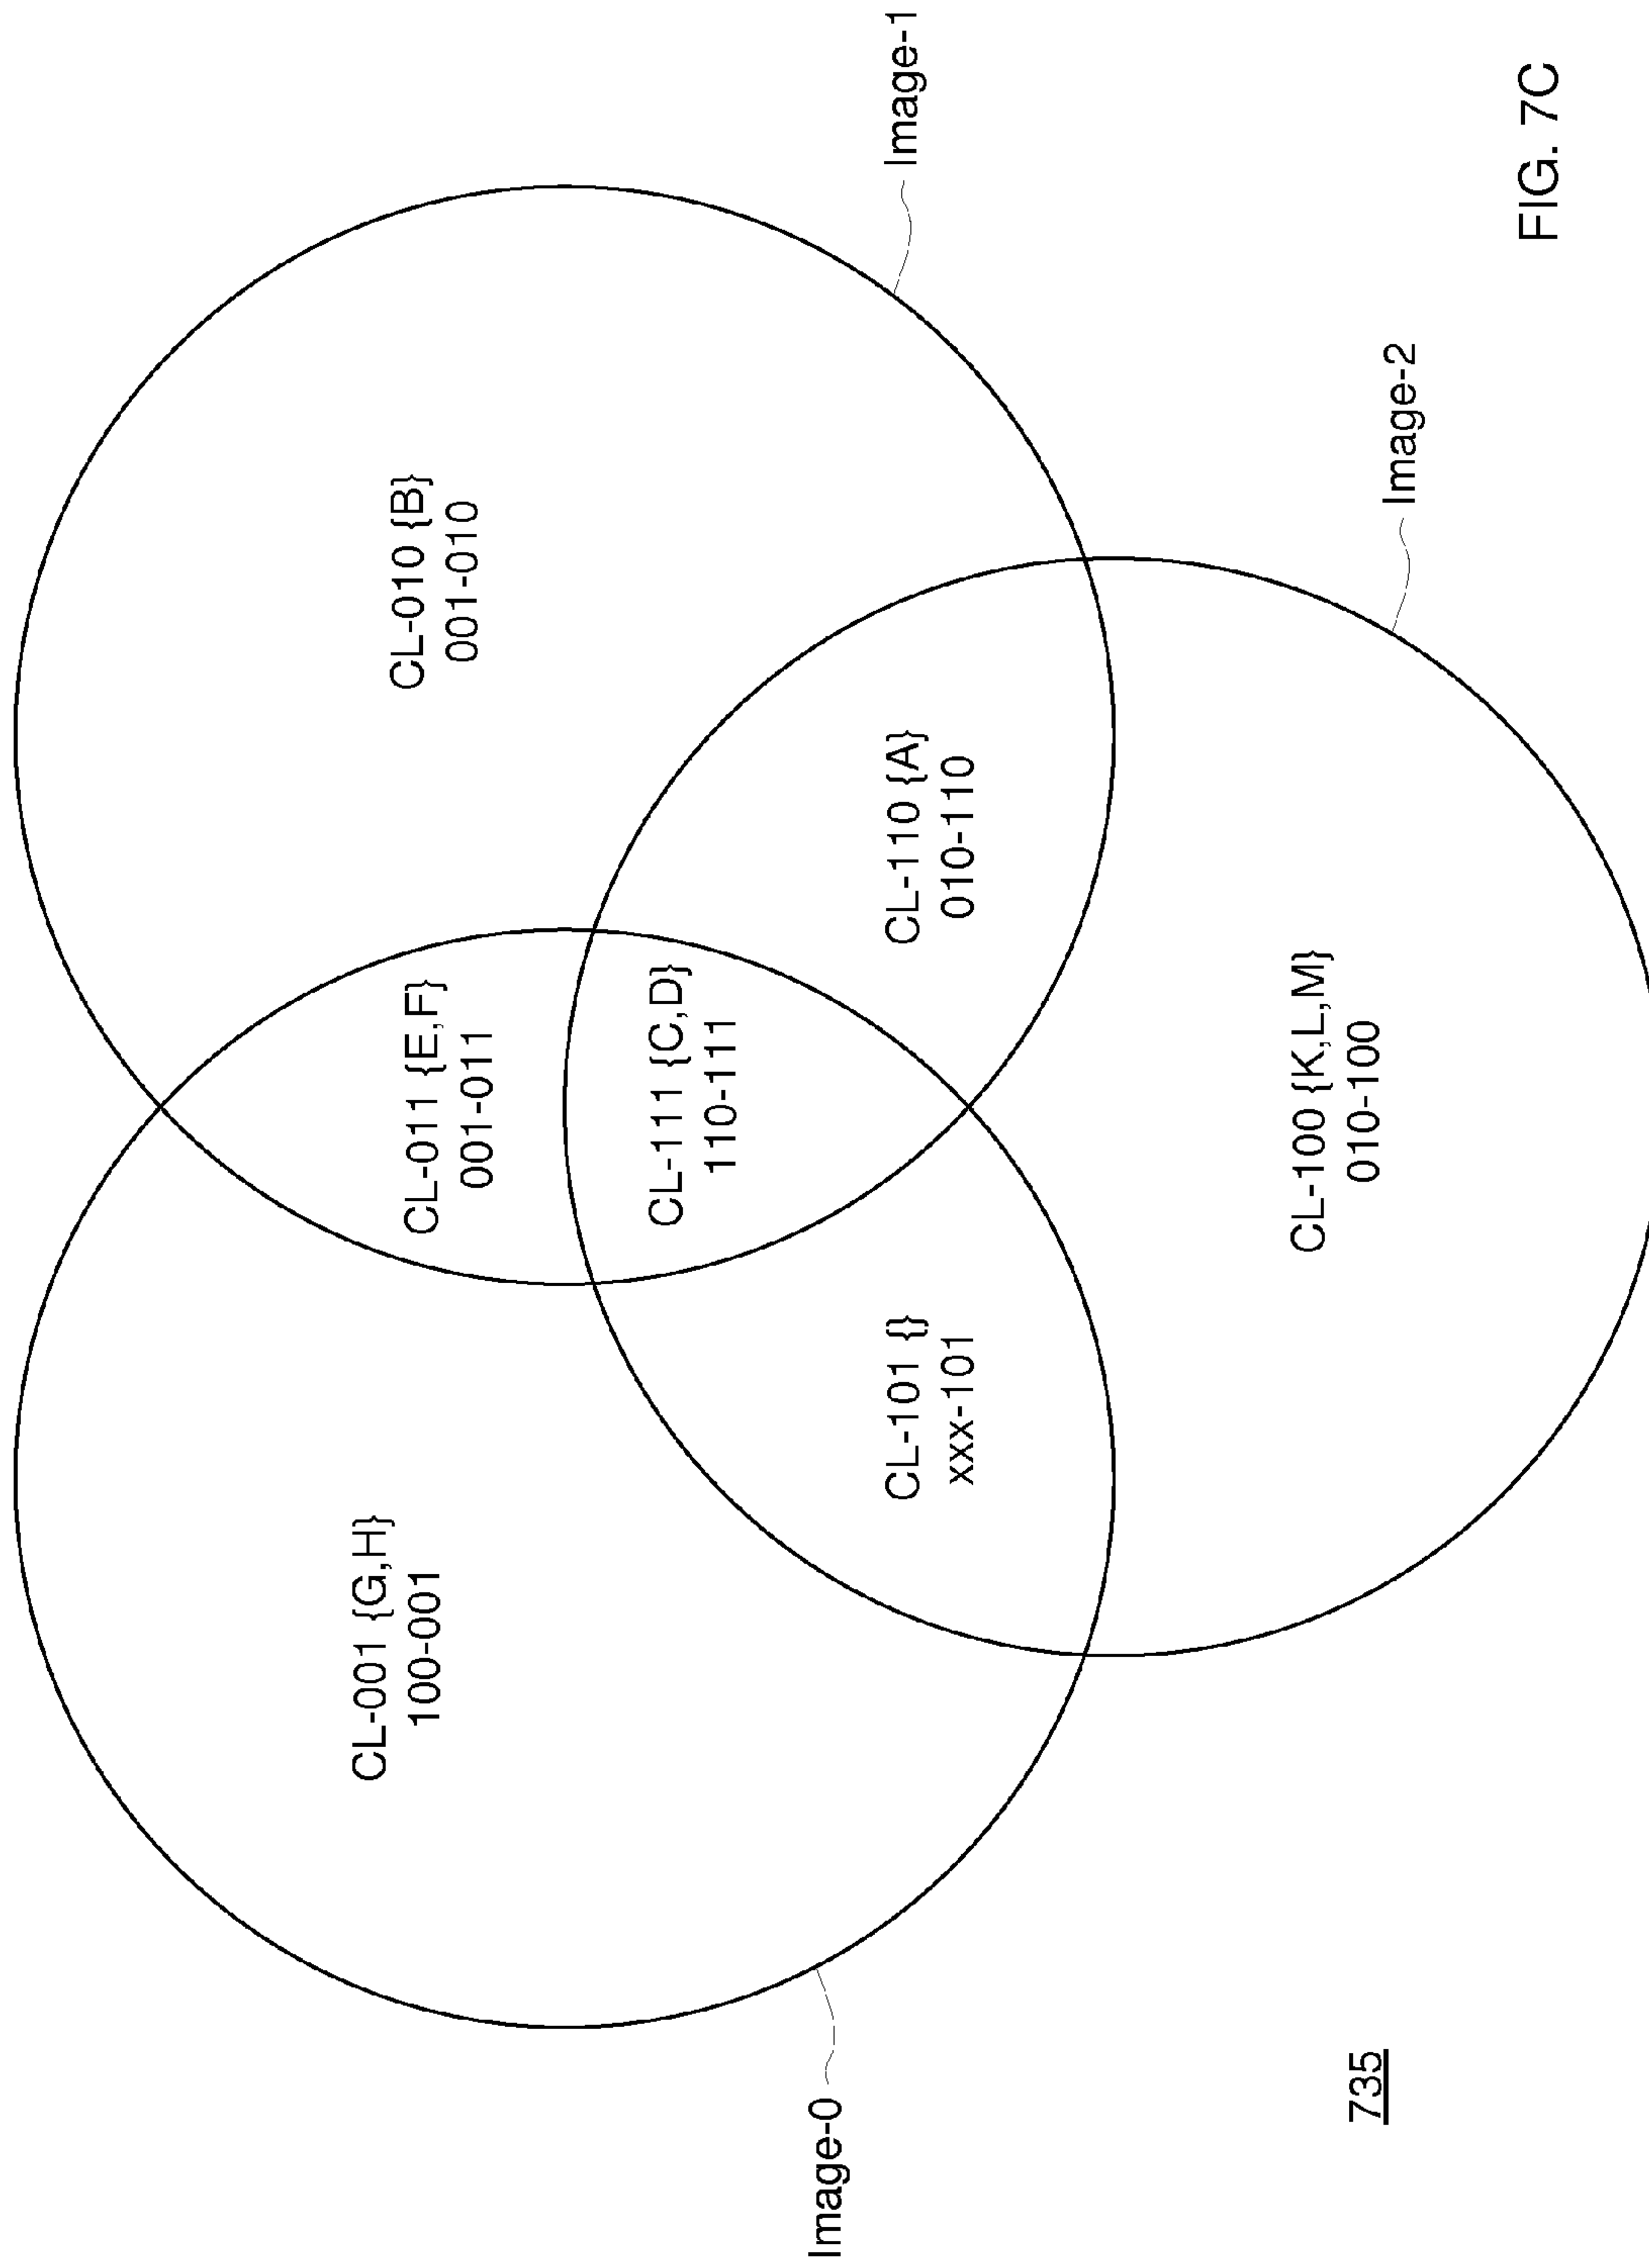 CL-001 {G,H}
100-001
CL-011 {E,F}
001-011
CL-010 {B}
001-010
CL-111 {C,D}
110-111
CL-101 {}
xxx-101
CL-110 {A}
010-110
Image-0
Image-1
CL-100 {K,L,M}
010-100
Image-2
735
FIG. 7C